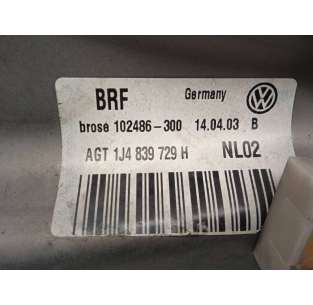 BRF Germany
brose 102486-300 14.04.03 B
AGT 1J4 839 729 H NL02